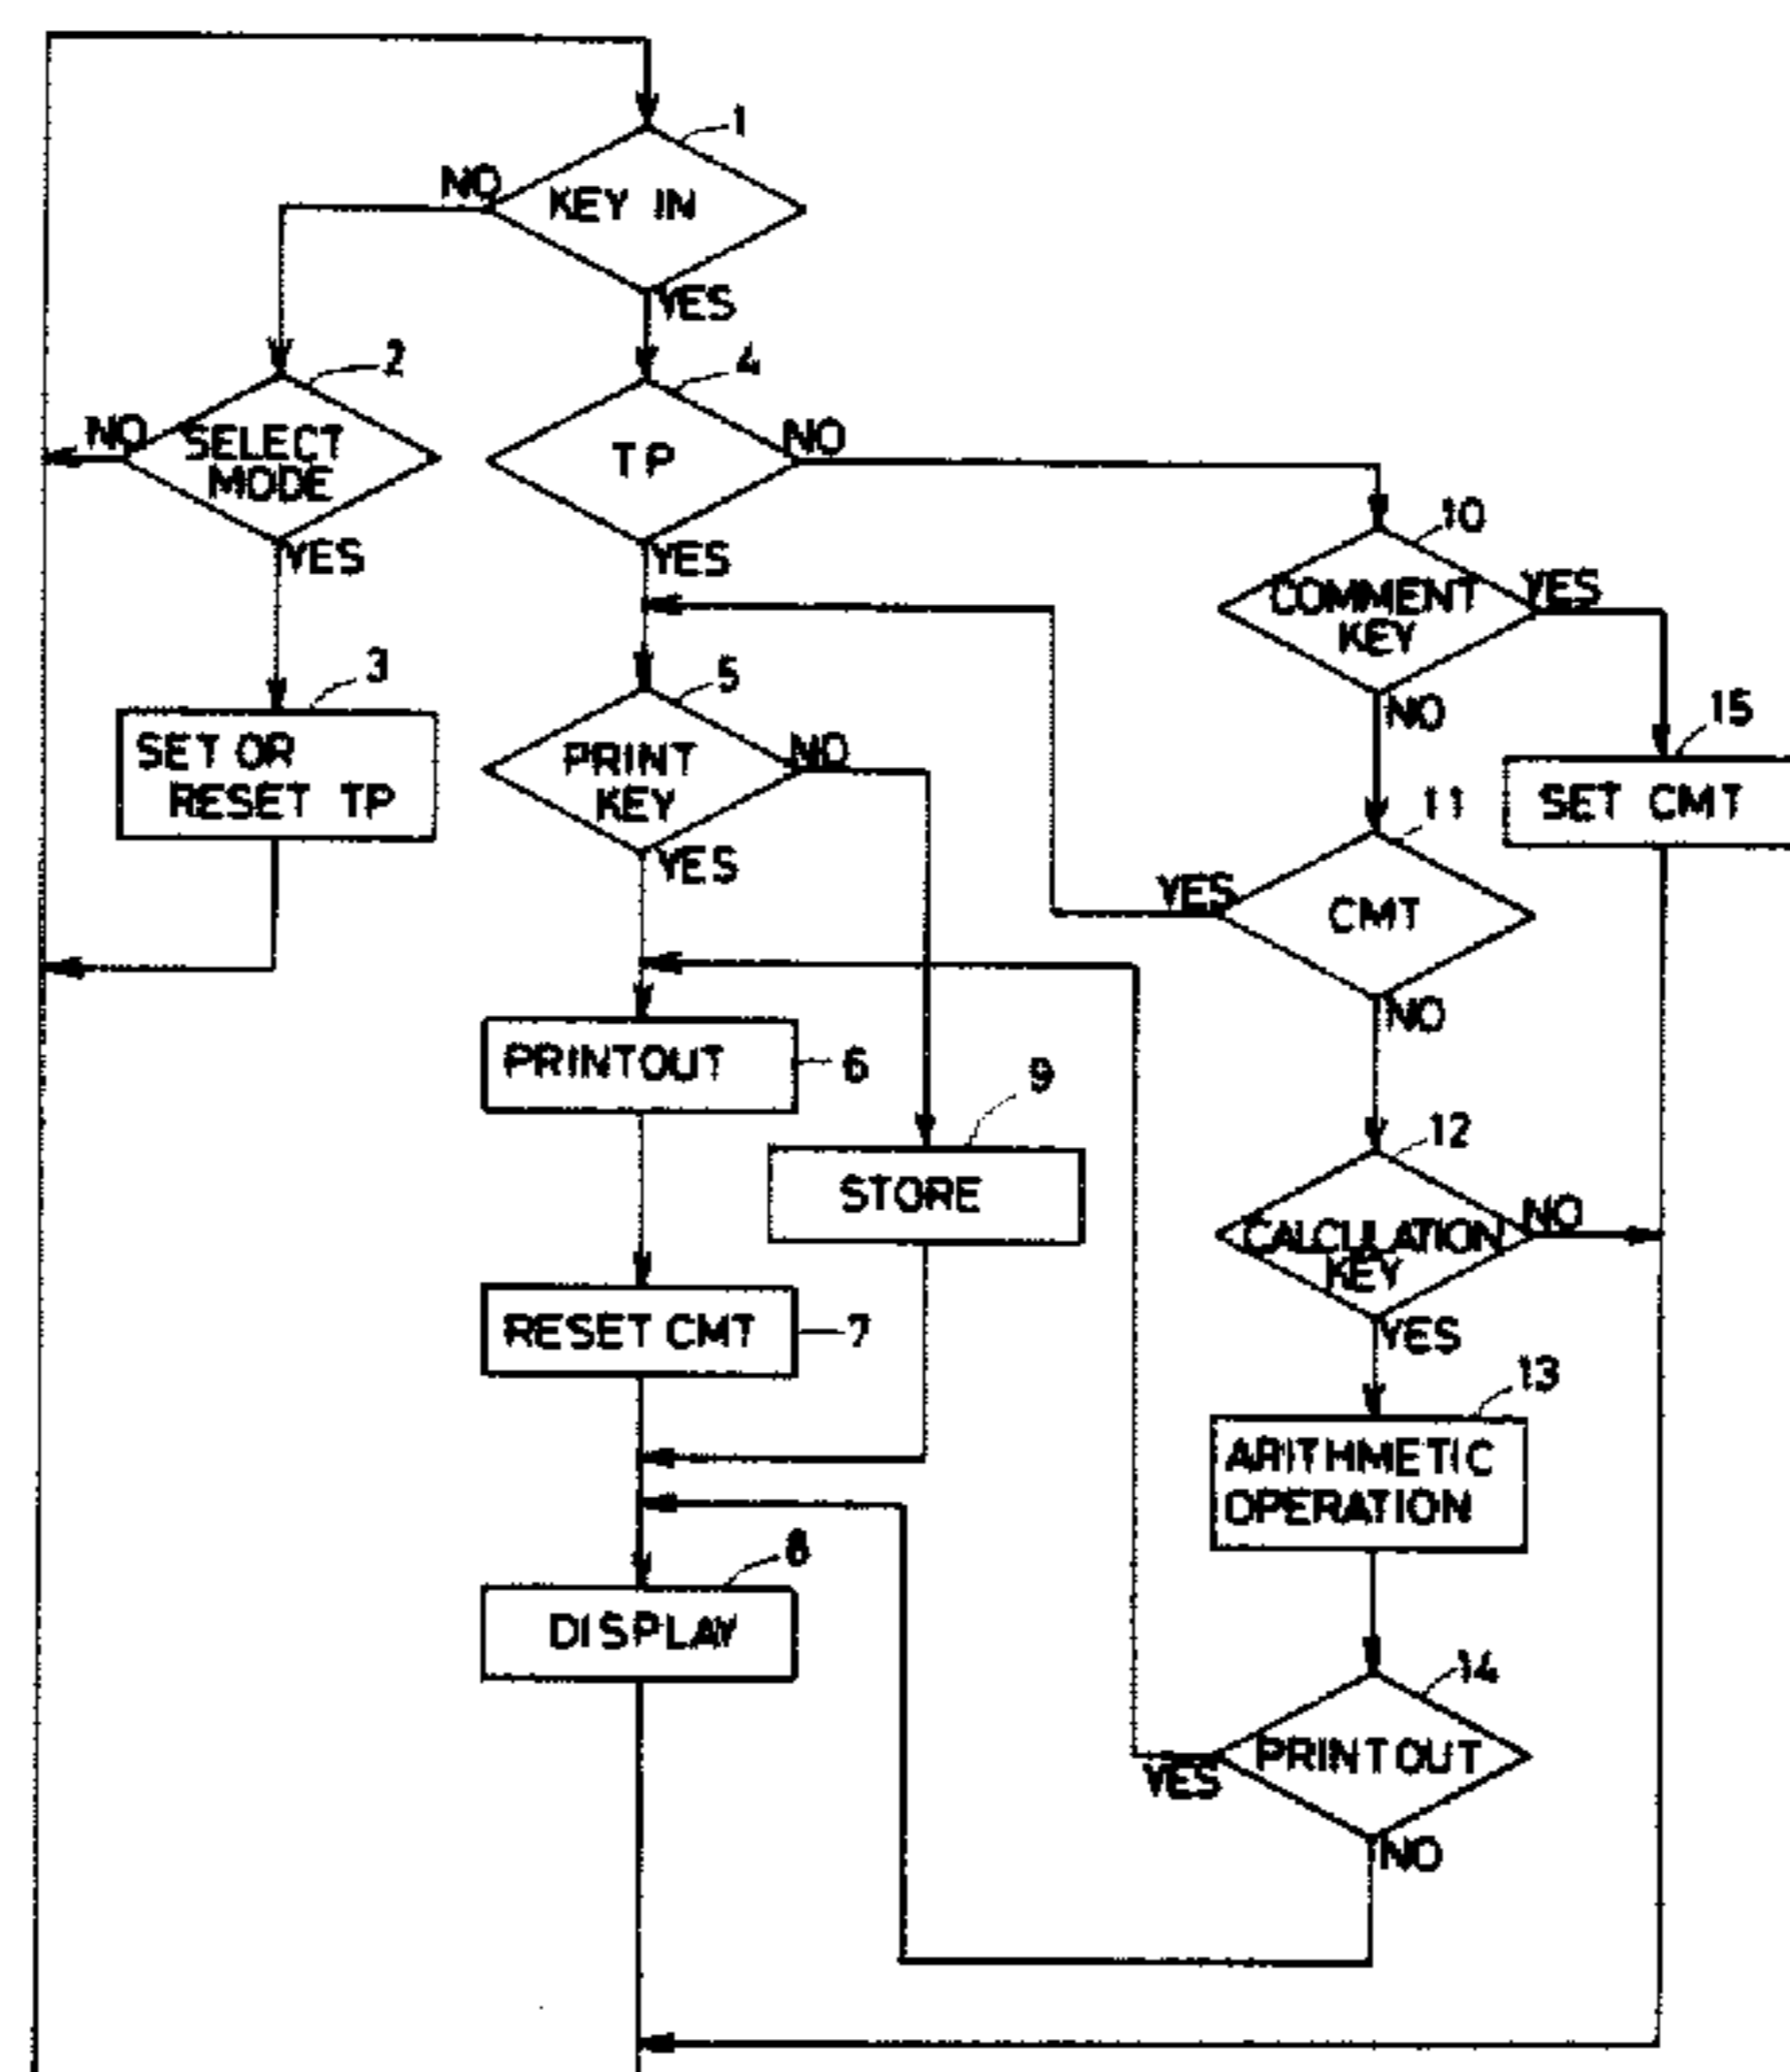 1
NO
KEY IN
YES
2
4
NO
SELECT
MODE
TP
NO
10
YES
YES
COMMENT
KEY
YES
3
5
NO
15
SET OR
RESET TP
PRINT
KEY
NO
SET CMT
11
YES
YES
CMT
NO
PRINTOUT
6
9
12
STORE
NO
CALCULATION
KEY
RESET CMT
7
YES
13
ARITHMETIC
OPERATION
8
DISPLAY
14
PRINTOUT
YES
NO